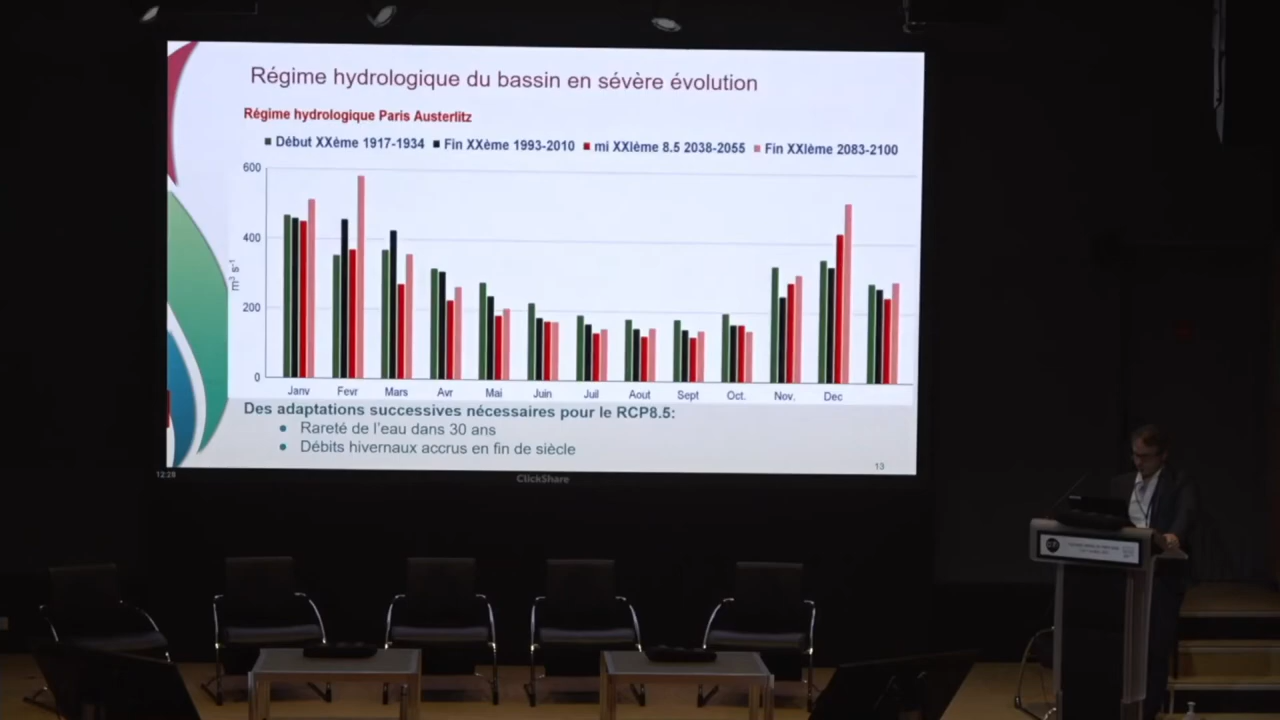 Régime hydrologique du bassin en sévère évolution
Régime hydrologique Paris Austerlitz
Début XXème 1917-1934 Fin XXème 1993-2010 mi XXIème 8.5 2038-2055 Fin XXIème 2083-2100
600
400
200
0
m³ s⁻¹
Janv Fevr Mars Avr Mai Juin Juil Aout Sept Oct. Nov. Dec
Des adaptations successives nécessaires pour le RCP8.5:
Rareté de l'eau dans 30 ans
Débits hivernaux accrus en fin de siècle
13
12:28
ClickShare